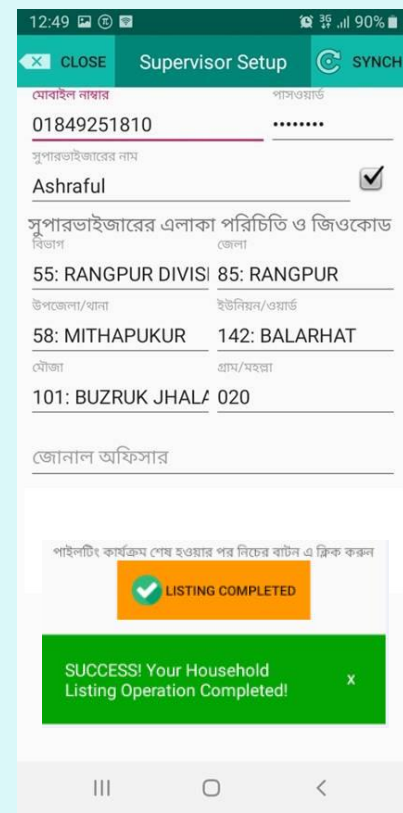 12:49 3G 90%
CLOSE Supervisor Setup SYNCH
মোবাইল নাম্বার পাসওয়ার্ড
01849251810 ••••••••
সুপারভাইজারের নাম
Ashraful
সুপারভাইজারের এলাকা পরিচিতি ও জিওকোড
বিভাগ জেলা
55: RANGPUR DIVISI 85: RANGPUR
উপজেলা/থানা ইউনিয়ন/ওয়ার্ড
58: MITHAPUKUR 142: BALARHAT
মৌজা গ্রাম/মহল্লা
101: BUZRUK JHALA 020
জোনাল অফিসার
পাইলটিং কার্যক্রম শেষ হওয়ার পর নিচের বাটন এ ক্লিক করুন
LISTING COMPLETED
SUCCESS! Your Household x
Listing Operation Completed!